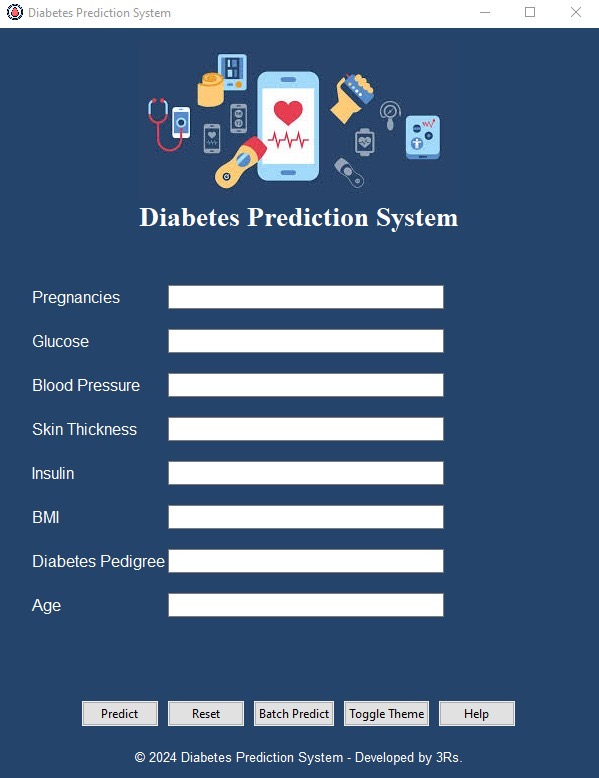 Diabetes Prediction System
Diabetes Prediction System
Pregnancies
Glucose
Blood Pressure
Skin Thickness
Insulin
BMI
Diabetes Pedigree
Age
Predict Reset Batch Predict Toggle Theme Help
© 2024 Diabetes Prediction System - Developed by 3Rs.